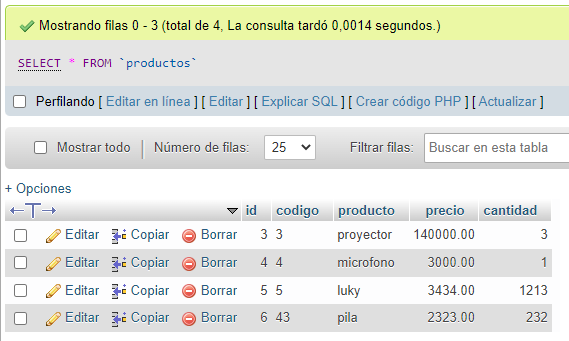 Mostrando filas 0 - 3 (total de 4, La consulta tardó 0,0014 segundos.)
SELECT * FROM `productos`
Perfilando [ Editar en línea ] [ Editar ] [ Explicar SQL ] [ Crear código PHP ] [ Actualizar ]
Mostrar todo Número de filas: 25 Filtrar filas: Buscar en esta tabla
+ Opciones
id codigo producto precio cantidad
Editar Copiar Borrar 3 3 proyector 140000.00 3
Editar Copiar Borrar 4 4 microfono 3000.00 1
Editar Copiar Borrar 5 5 luky 3434.00 1213
Editar Copiar Borrar 6 43 pila 2323.00 232